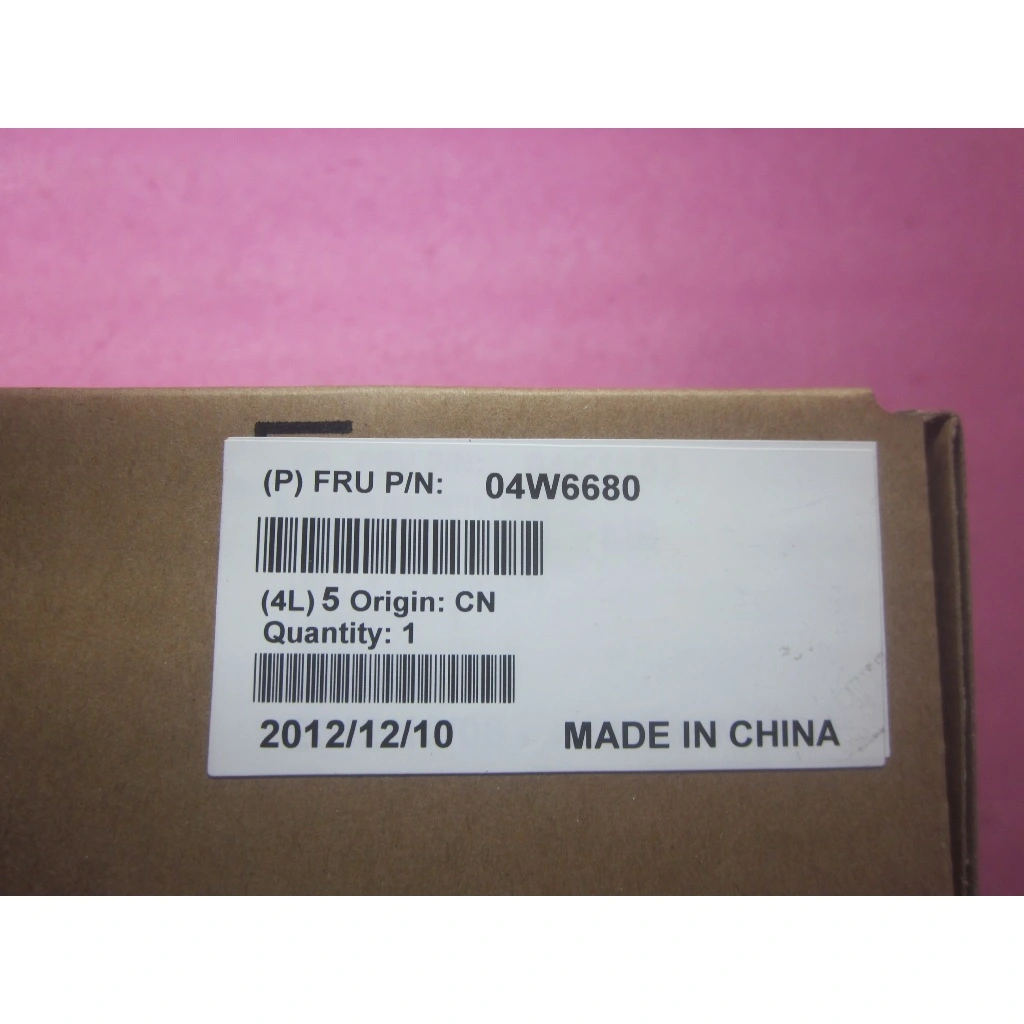 (P) FRU P/N: 04W6680
(4L) 5 Origin: CN
Quantity: 1
2012/12/10 MADE IN CHINA